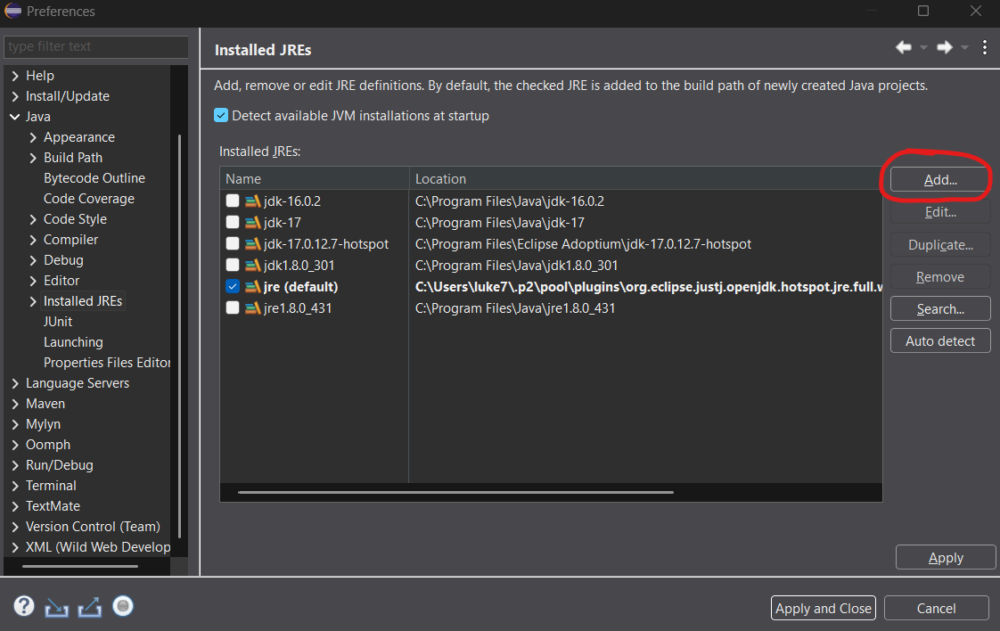 Preferences
type filter text
Help
Install/Update
Java
Appearance
Build Path
Bytecode Outline
Code Coverage
Code Style
Compiler
Debug
Editor
Installed JREs
JUnit
Launching
Properties Files Editor
Language Servers
Maven
Mylyn
Oomph
Run/Debug
Terminal
TextMate
Version Control (Team)
XML (Wild Web Develop
Installed JREs
Add, remove or edit JRE definitions. By default, the checked JRE is added to the build path of newly created Java projects.
Detect available JVM installations at startup
Installed JREs:
Name Location
jdk-16.0.2 C:\Program Files\Java\jdk-16.0.2
jdk-17 C:\Program Files\Java\jdk-17
jdk-17.0.12.7-hotspot C:\Program Files\Eclipse Adoptium\jdk-17.0.12.7-hotspot
jdk1.8.0_301 C:\Program Files\Java\jdk1.8.0_301
jre (default) C:\Users\luke7\.p2\pool\plugins\org.eclipse.justj.openjdk.hotspot.jre.full.w
jre1.8.0_431 C:\Program Files\Java\jre1.8.0_431
Add...
Edit...
Duplicate...
Remove
Search...
Auto detect
Apply
Apply and Close
Cancel